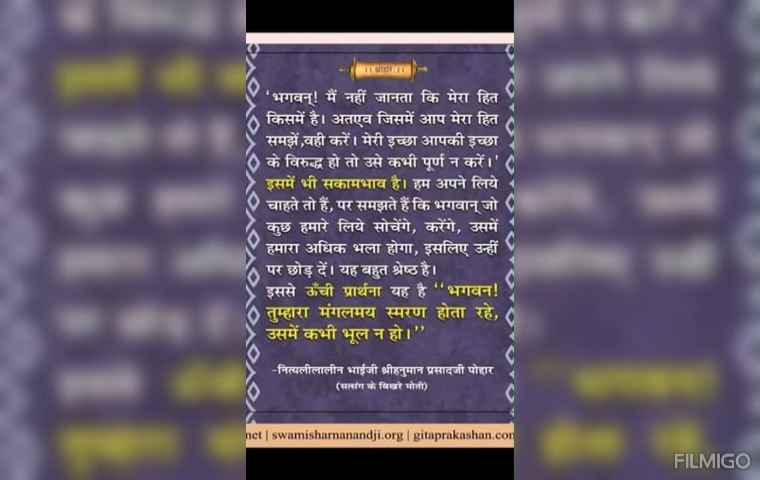 ।। श्रीहरिः ।।
'भगवन्! मैं नहीं जानता कि मेरा हित
किसमें है। अतएव जिसमें आप मेरा हित
समझें,वही करें। मेरी इच्छा आपकी इच्छा
के विरुद्ध हो तो उसे कभी पूर्ण न करें।'
इसमें भी सकामभाव है। हम अपने लिये
चाहते तो हैं, पर समझते हैं कि भगवान् जो
कुछ हमारे लिये सोचेंगे, करेंगे, उसमें
हमारा अधिक भला होगा, इसलिए उन्हीं
पर छोड़ दें। यह बहुत श्रेष्ठ है।
इससे ऊँची प्रार्थना यह है ‘‘भगवन!
तुम्हारा मंगलमय स्मरण होता रहे,
उसमें कभी भूल न हो।’’
-नित्यलीलालीन भाईजी श्रीहनुमान प्रसादजी पोद्दार
(सत्संग के बिखरे मोती)
net | swamisharnanandji.org | gitaprakashan.com
FILMIGO